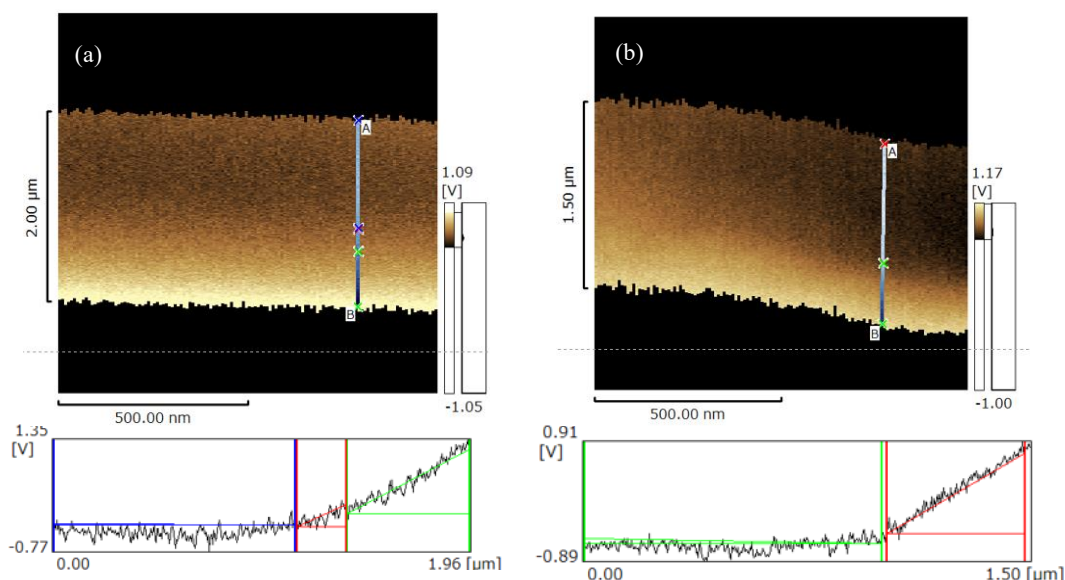 (a)
A
B
2.00 µm
500.00 nm
1.09
[V]
-1.05
1.35
[V]
-0.77
0.00
1.96 [µm]
(b)
A
B
1.50 µm
500.00 nm
1.17
[V]
-1.00
0.91
[V]
-0.89
0.00
1.50 [µm]